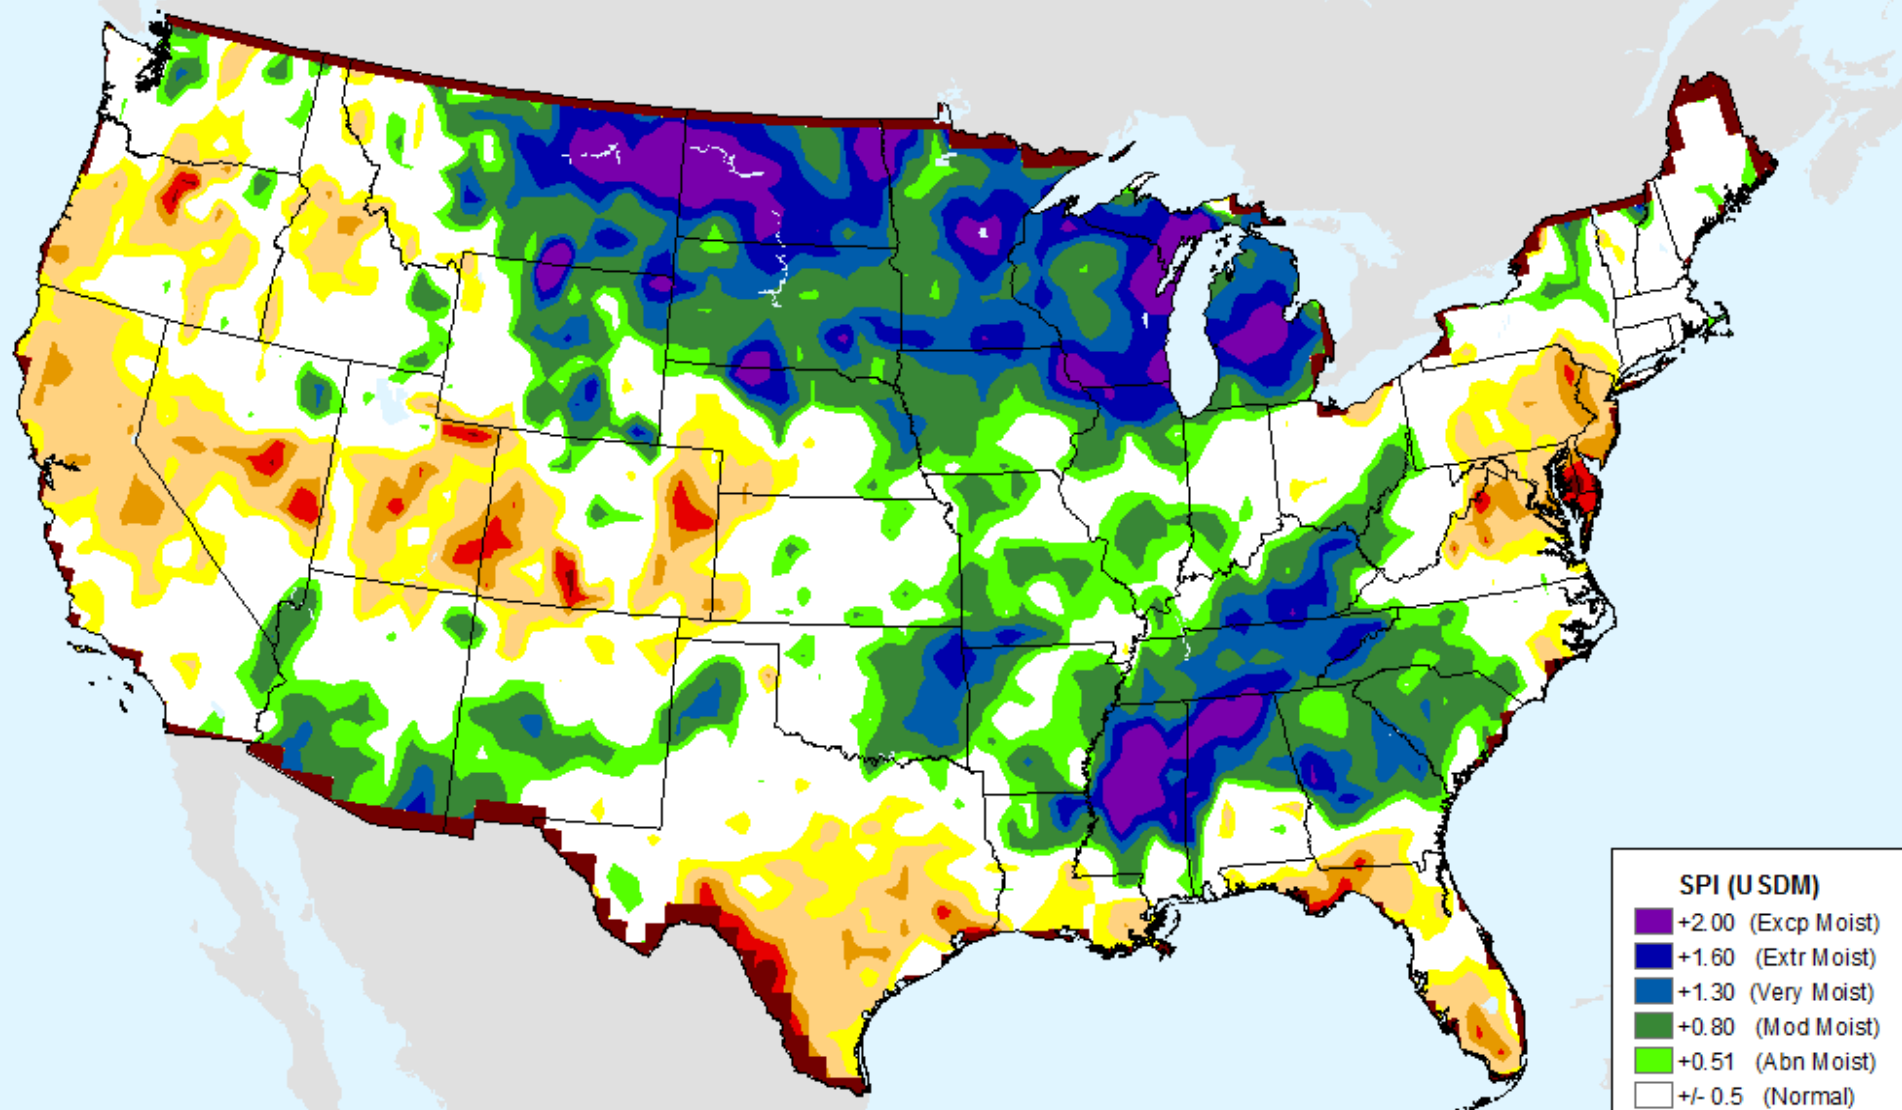 SPI (USDM)
+2.00 (Excp Moist)
+1.60 (Extr Moist)
+1.30 (Very Moist)
+0.80 (Mod Moist)
+0.51 (Abn Moist)
+/- 0.5 (Normal)